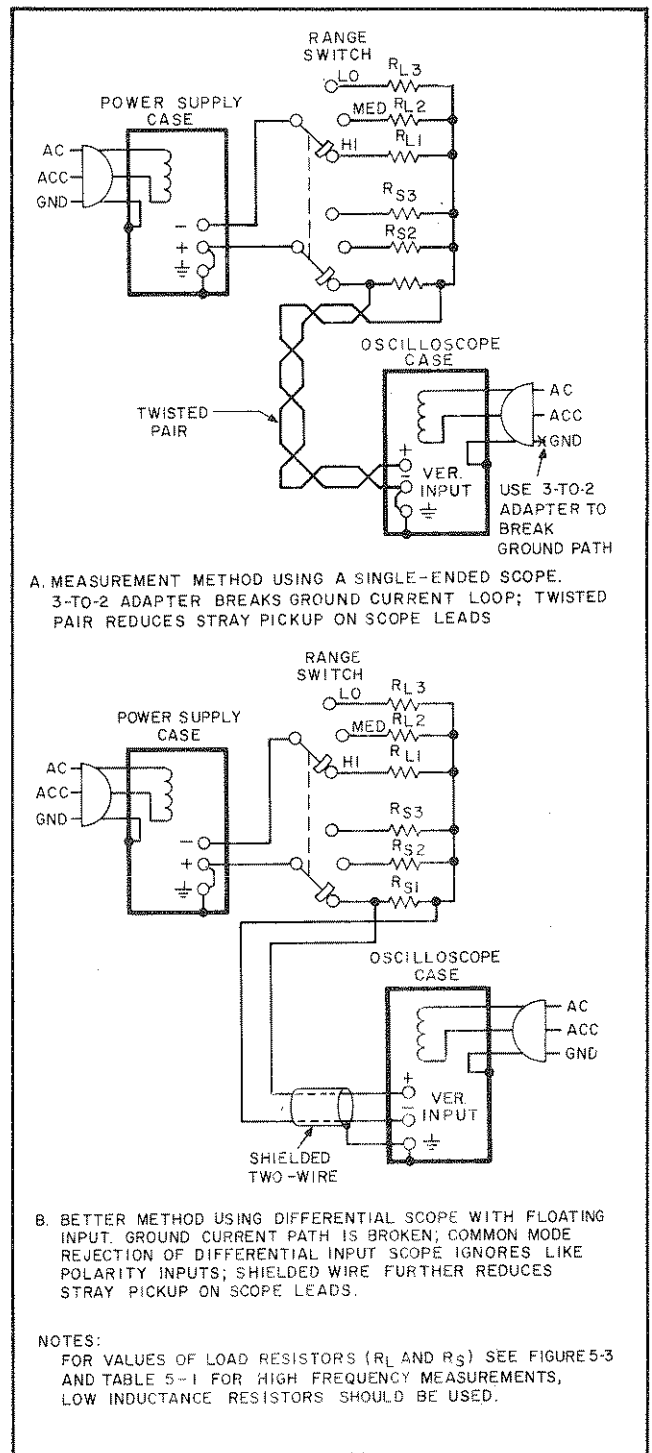 RANGE
SWITCH
LO
RL3
POWER SUPPLY
CASE
MED
RL2
AC
HI
RL1
ACC
GND
RS3
-
RS2
+
OSCILLOSCOPE
CASE
AC
TWISTED
PAIR
ACC
+
GND
-
VER.
INPUT
USE 3-TO-2
ADAPTER TO
BREAK
GROUND PATH
A. MEASUREMENT METHOD USING A SINGLE-ENDED SCOPE.
3-TO-2 ADAPTER BREAKS GROUND CURRENT LOOP; TWISTED
PAIR REDUCES STRAY PICKUP ON SCOPE LEADS
RANGE
SWITCH
LO
RL3
POWER SUPPLY
CASE
MED
RL2
AC
HI
RL1
ACC
GND
RS3
-
RS2
+
RS1
OSCILLOSCOPE
CASE
AC
ACC
GND
+
VER.
-
INPUT
SHIELDED
TWO-WIRE
B. BETTER METHOD USING DIFFERENTIAL SCOPE WITH FLOATING
INPUT. GROUND CURRENT PATH IS BROKEN; COMMON MODE
REJECTION OF DIFFERENTIAL INPUT SCOPE IGNORES LIKE
POLARITY INPUTS; SHIELDED WIRE FURTHER REDUCES
STRAY PICKUP ON SCOPE LEADS.
NOTES:
FOR VALUES OF LOAD RESISTORS (RL AND RS) SEE FIGURE 5-3
AND TABLE 5-1 FOR HIGH FREQUENCY MEASUREMENTS,
LOW INDUCTANCE RESISTORS SHOULD BE USED.